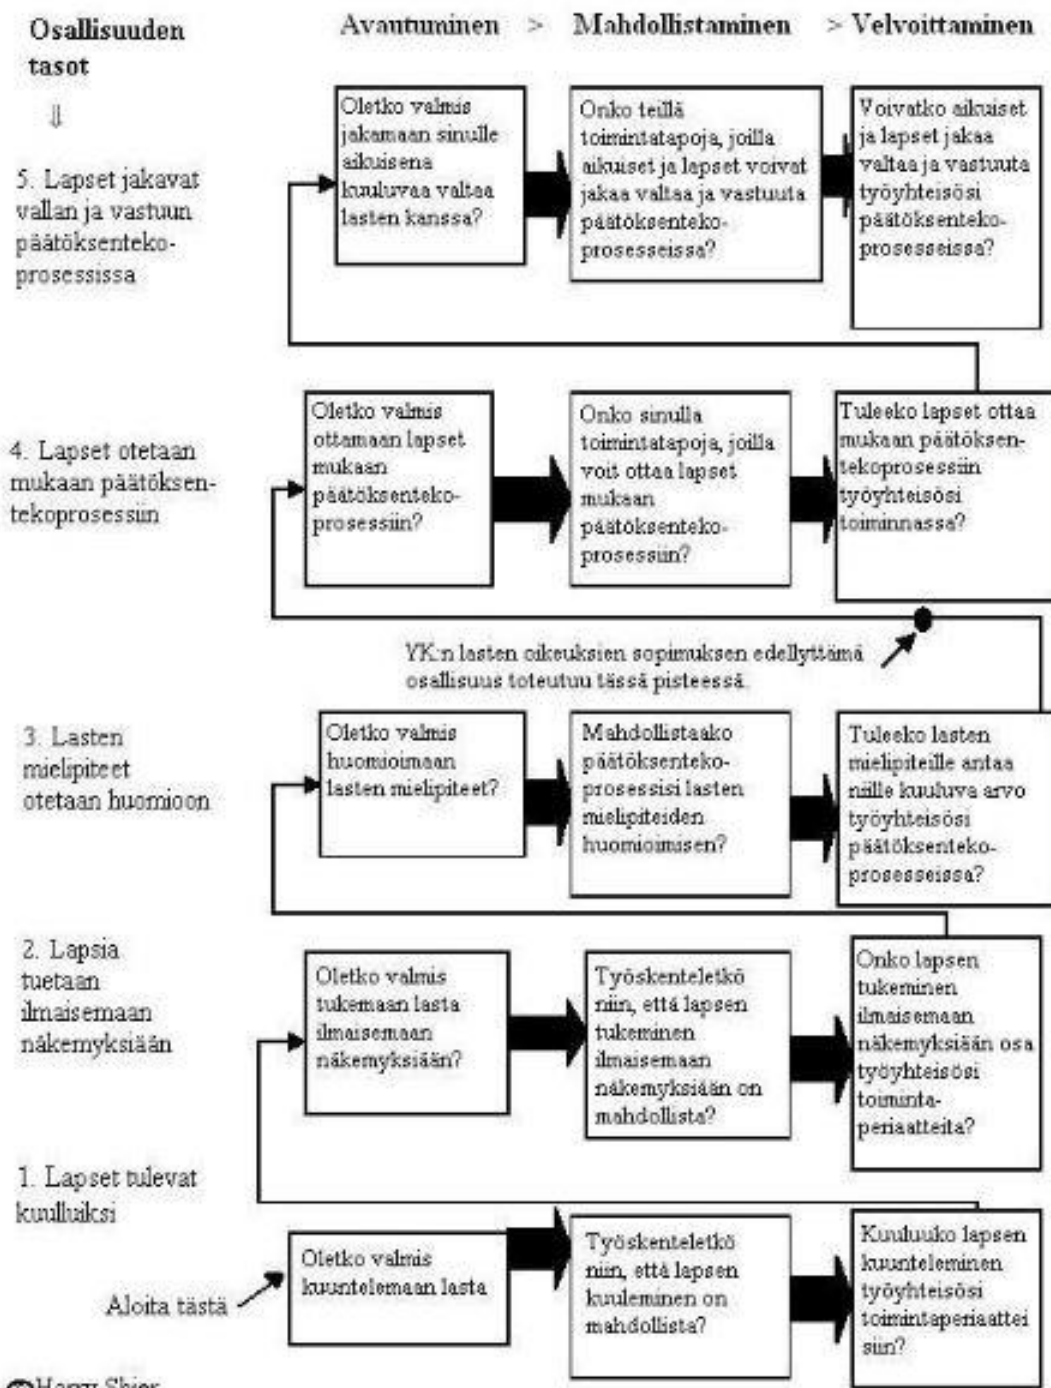 Osallisuuden
tasot
⇓
Avautuminen > Mahdollistaminen > Velvoittaminen
5. Lapset jakavat
vallan ja vastuun
päätöksenteko-
prosessissa
Oletko valmis
jakamaan sinulle
aikuisena
kuuluvaa valtaa
lasten kanssa?
Onko teillä
toimintatapoja, joilla
aikuiset ja lapset voivat
jakaa valtaa ja vastuuta
päätöksenteko-
prosesseissa?
Voivatko aikuiset
ja lapset jakaa
valtaa ja vastuuta
työyhteisösi
päätöksenteko-
prosesseissa?
4. Lapset otetaan
mukaan päätöksen-
tekoprosessiin
Oletko valmis
ottamaan lapset
mukaan
päätöksenteko-
prosessiin?
Onko sinulla
toimintatapoja, joilla
voit ottaa lapset
mukaan
päätöksenteko-
prosessiin?
Tuleeko lapset ottaa
mukaan päätöksen-
tekoprosessiin
työyhteisösi
toiminnassa?
YK:n lasten oikeuksien sopimuksen edellyttämä
osallisuus toteutuu tässä pisteessä.
3. Lasten
mielipiteet
otetaan huomioon
Oletko valmis
huomioimaan
lasten mielipiteet?
Mahdollistaako
päätöksenteko-
prosessisi lasten
mielipiteiden
huomioimisen?
Tuleeko lasten
mielipiteille antaa
niille kuuluva arvo
työyhteisösi
päätöksenteko-
prosesseissa?
2. Lapsia
tuetaan
ilmaisemaan
näkemyksiään
Oletko valmis
tukemaan lasta
ilmaisemaan
näkemyksiään?
Työskenteletkö
niin, että lapsen
tukeminen
ilmaisemaan
näkemyksiään on
mahdollista?
Onko lapsen
tukeminen
ilmaisemaan
näkemyksiään osa
työyhteisösi
toiminta-
periaatteita?
1. Lapset tulevat
kuulluiksi
Aloita tästä
Oletko valmis
kuuntelemaan lasta
Työskenteletkö
niin, että lapsen
kuuleminen on
mahdollista?
Kuuluuko lapsen
kuunteleminen
työyhteisösi
toimintaperiaattei
siin?
Harry Shier